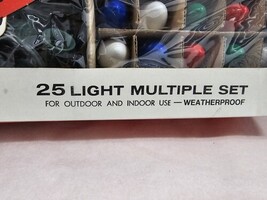 25 LIGHT MULTIPLE SET
FOR OUTDOOR AND INDOOR USE — WEATHERPROOF